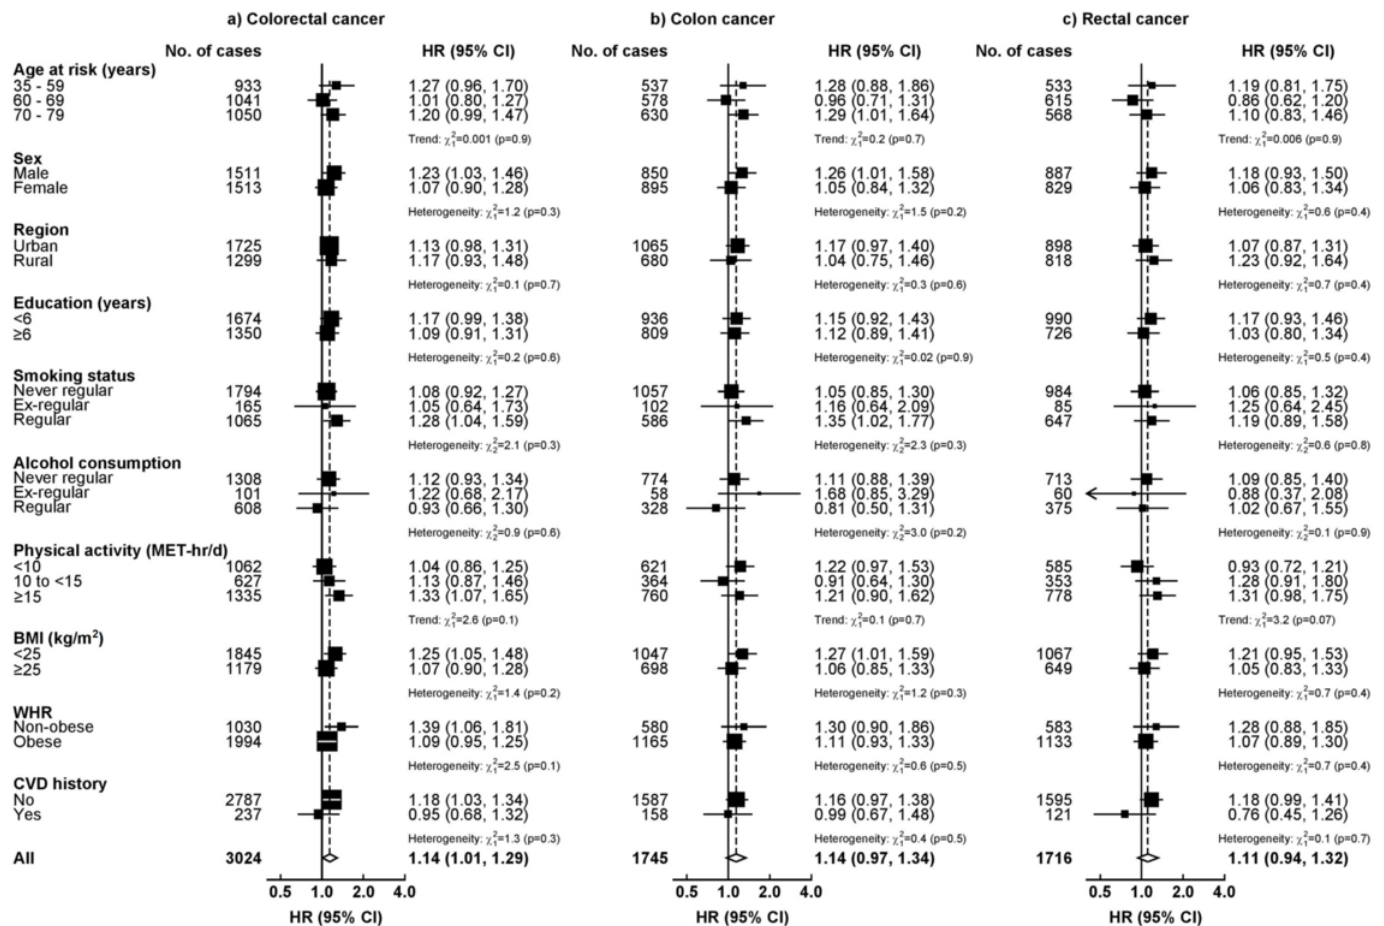 a) Colorectal cancer b) Colon cancer c) Rectal cancer
No. of cases HR (95% CI) No. of cases HR (95% CI) No. of cases HR (95% CI)
Age at risk (years)
35 - 59 933 1.27 (0.96, 1.70) 537 1.28 (0.88, 1.86) 533 1.19 (0.81, 1.75)
60 - 69 1041 1.01 (0.80, 1.27) 578 0.96 (0.71, 1.31) 615 0.86 (0.62, 1.20)
70 - 79 1050 1.20 (0.99, 1.47) 630 1.29 (1.01, 1.64) 568 1.10 (0.83, 1.46)
Trend: χ²₁=0.001 (p=0.9) Trend: χ²₁=0.2 (p=0.7) Trend: χ²₁=0.006 (p=0.9)
Sex
Male 1511 1.23 (1.03, 1.46) 850 1.26 (1.01, 1.58) 887 1.18 (0.93, 1.50)
Female 1513 1.07 (0.90, 1.28) 895 1.05 (0.84, 1.32) 829 1.06 (0.83, 1.34)
Heterogeneity: χ²₁=1.2 (p=0.3) Heterogeneity: χ²₁=1.5 (p=0.2) Heterogeneity: χ²₁=0.6 (p=0.4)
Region
Urban 1725 1.13 (0.98, 1.31) 1065 1.17 (0.97, 1.40) 898 1.07 (0.87, 1.31)
Rural 1299 1.17 (0.93, 1.48) 680 1.04 (0.75, 1.46) 818 1.23 (0.92, 1.64)
Heterogeneity: χ²₁=0.1 (p=0.7) Heterogeneity: χ²₁=0.3 (p=0.6) Heterogeneity: χ²₁=0.7 (p=0.4)
Education (years)
<6 1674 1.17 (0.99, 1.38) 936 1.15 (0.92, 1.43) 990 1.17 (0.93, 1.46)
≥6 1350 1.09 (0.91, 1.31) 809 1.12 (0.89, 1.41) 726 1.03 (0.80, 1.34)
Heterogeneity: χ²₁=0.2 (p=0.6) Heterogeneity: χ²₁=0.02 (p=0.9) Heterogeneity: χ²₁=0.5 (p=0.4)
Smoking status
Never regular 1794 1.08 (0.92, 1.27) 1057 1.05 (0.85, 1.30) 984 1.06 (0.85, 1.32)
Ex-regular 165 1.05 (0.64, 1.73) 102 1.16 (0.64, 2.09) 85 1.25 (0.64, 2.45)
Regular 1065 1.28 (1.04, 1.59) 586 1.35 (1.02, 1.77) 647 1.19 (0.89, 1.58)
Heterogeneity: χ²₂=2.1 (p=0.3) Heterogeneity: χ²₂=2.3 (p=0.3) Heterogeneity: χ²₂=0.6 (p=0.8)
Alcohol consumption
Never regular 1308 1.12 (0.93, 1.34) 774 1.11 (0.88, 1.39) 713 1.09 (0.85, 1.40)
Ex-regular 101 1.22 (0.68, 2.17) 58 1.68 (0.85, 3.29) 60 0.88 (0.37, 2.08)
Regular 608 0.93 (0.66, 1.30) 328 0.81 (0.50, 1.31) 375 1.02 (0.67, 1.55)
Heterogeneity: χ²₂=0.9 (p=0.6) Heterogeneity: χ²₂=3.0 (p=0.2) Heterogeneity: χ²₂=0.1 (p=0.9)
Physical activity (MET-hr/d)
<10 1062 1.04 (0.86, 1.25) 621 1.22 (0.97, 1.53) 585 0.93 (0.72, 1.21)
10 to <15 627 1.13 (0.87, 1.46) 364 0.91 (0.64, 1.30) 353 1.28 (0.91, 1.80)
≥15 1335 1.33 (1.07, 1.65) 760 1.21 (0.90, 1.62) 778 1.31 (0.98, 1.75)
Trend: χ²₁=2.6 (p=0.1) Trend: χ²₁=0.1 (p=0.7) Trend: χ²₁=3.2 (p=0.07)
BMI (kg/m²)
<25 1845 1.25 (1.05, 1.48) 1047 1.27 (1.01, 1.59) 1067 1.21 (0.95, 1.53)
≥25 1179 1.07 (0.90, 1.28) 698 1.06 (0.85, 1.33) 649 1.05 (0.83, 1.33)
Heterogeneity: χ²₁=1.4 (p=0.2) Heterogeneity: χ²₁=1.2 (p=0.3) Heterogeneity: χ²₁=0.7 (p=0.4)
WHR
Non-obese 1030 1.39 (1.06, 1.81) 580 1.30 (0.90, 1.86) 583 1.28 (0.88, 1.85)
Obese 1994 1.09 (0.95, 1.25) 1165 1.11 (0.93, 1.33) 1133 1.07 (0.89, 1.30)
Heterogeneity: χ²₁=2.5 (p=0.1) Heterogeneity: χ²₁=0.6 (p=0.5) Heterogeneity: χ²₁=0.7 (p=0.4)
CVD history
No 2787 1.18 (1.03, 1.34) 1587 1.16 (0.97, 1.38) 1595 1.18 (0.99, 1.41)
Yes 237 0.95 (0.68, 1.32) 158 0.99 (0.67, 1.48) 121 0.76 (0.45, 1.26)
Heterogeneity: χ²₁=1.3 (p=0.3) Heterogeneity: χ²₁=0.4 (p=0.5) Heterogeneity: χ²₁=0.1 (p=0.7)
All 3024 1.14 (1.01, 1.29) 1745 1.14 (0.97, 1.34) 1716 1.11 (0.94, 1.32)
0.5 1.0 2.0 4.0 0.5 1.0 2.0 4.0 0.5 1.0 2.0 4.0
HR (95% CI) HR (95% CI) HR (95% CI)